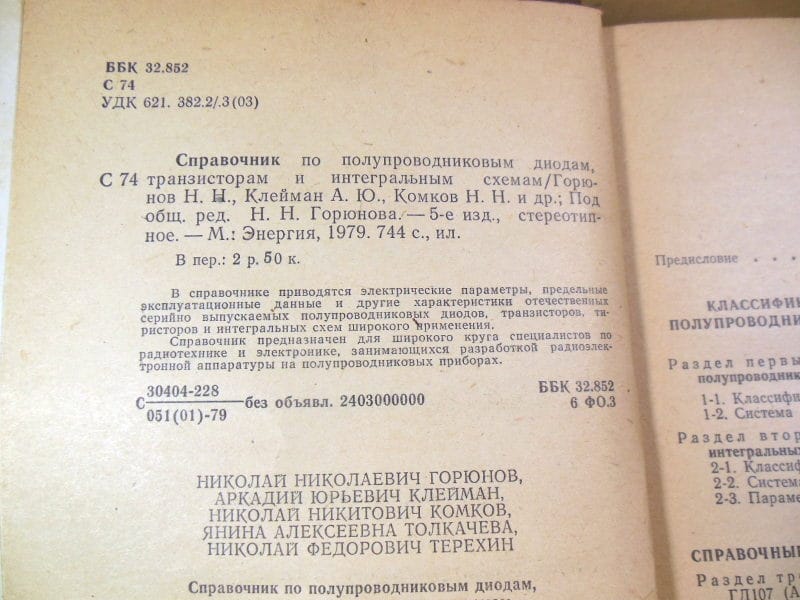 ББК 32.852
С 74
УДК 621. 382.2/.3(03)
Справочник по полупроводниковым диодам,
С 74 транзисторам и интегральным схемам/Горю-
нов Н. Н., Клейман А. Ю., Комков Н. Н. и др.; Под
общ. ред. Н. Н. Горюнова. — 5-е изд., стереотип-
ное. — М.: Энергия, 1979. 744 с., ил.
В пер.: 2 р. 50 к.
В справочнике приводятся электрические параметры, предельные
эксплуатационные данные и другие характеристики отечественных
серийно выпускаемых полупроводниковых диодов, транзисторов, ти-
ристоров и интегральных схем широкого применения.
Справочник предназначен для широкого круга специалистов по
радиотехнике и электронике, занимающихся разработкой радиоэлек-
тронной аппаратуры на полупроводниковых приборах.
30404-228
С
051(01)-79
без объявл. 2403000000
ББК 32.852
6 ФО.3
НИКОЛАЙ НИКОЛАЕВИЧ ГОРЮНОВ,
АРКАДИЙ ЮРЬЕВИЧ КЛЕЙМАН,
НИКОЛАЙ НИКИТОВИЧ КОМКОВ,
ЯНИНА АЛЕКСЕЕВНА ТОЛКАЧЕВА,
НИКОЛАЙ ФЕДОРОВИЧ ТЕРЕХИН
Справочник по полупроводниковым диодам,
Предисловие . . .
КЛАССИФИ
ПОЛУПРОВОДНИ
Раздел первы
полупроводник
1-1. Классифи
1-2. Система
Раздел втор
интегральных
2-1. Классиф
2-2. Система
2-3. Параме
СПРАВОЧНЫ
Раздел тре
ГД107 (А